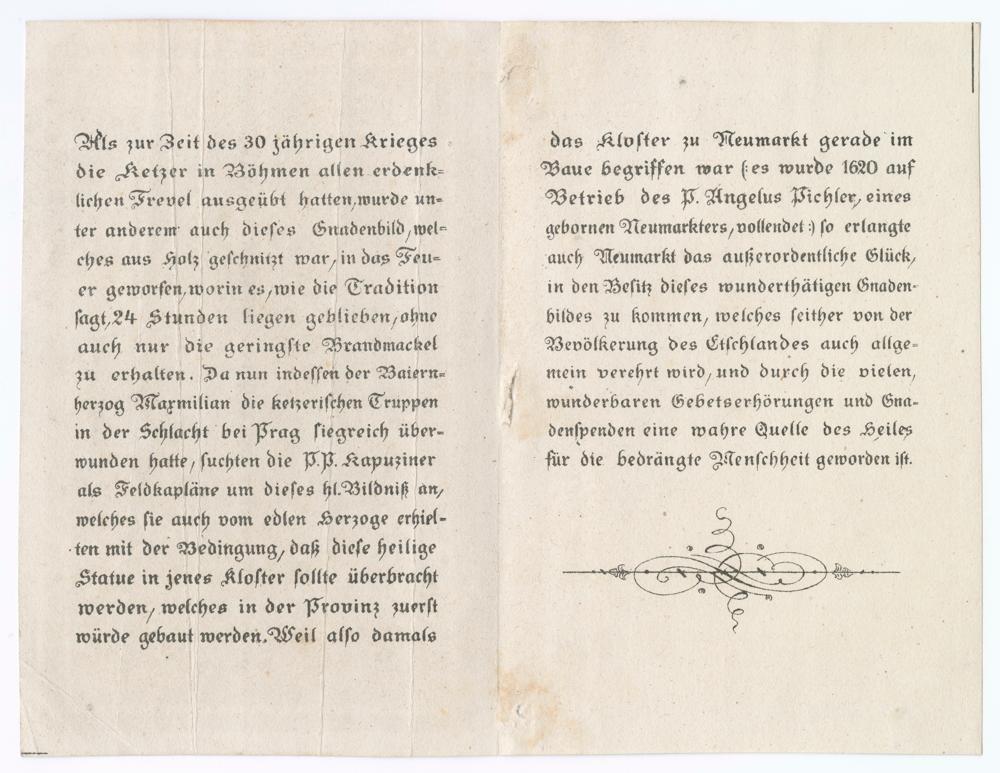 Als zur Zeit des 30 jährigen Krieges
die Ketzer in Böhmen allen erdenk=
lichen Frevel ausgeübt hatten, wurde un=
ter anderem auch dieses Gnadenbild, wel=
ches aus Holz geschnitzt war, in das Feu=
er geworfen, worin es, wie die Tradition
sagt, 24 Stunden liegen geblieben, ohne
auch nur die geringste Brandmackel
zu erhalten. Da nun indessen der Baiern=
herzog Maxmilian die ketzerischen Truppen
in der Schlacht bei Prag siegreich über=
wunden hatte, suchten die P.P. Kapuziner
als Feldkapläne um dieses hl. Bildniß an,
welches sie auch vom edlen Herzoge erhiel=
ten mit der Bedingung, daß diese heilige
Statue in jenes Kloster sollte überbracht
werden, welches in der Provinz zuerst
würde gebaut werden. Weil also damals
das Kloster zu Neumarkt gerade im
Baue begriffen war (: es wurde 1620 auf
Betrieb des P. Angelus Pichler, eines
gebornen Neumarkters, vollendet :) so erlangte
auch Neumarkt das außerordentliche Glück,
in den Besitz dieses wunderthätigen Gnaden=
bildes zu kommen, welches seither von der
Bevölkerung des Etschlandes auch allge=
mein verehrt wird, und durch die vielen,
wunderbaren Gebetserhörungen und Gna=
denspenden eine wahre Quelle des Heiles
für die bedrängte Menschheit geworden ist.